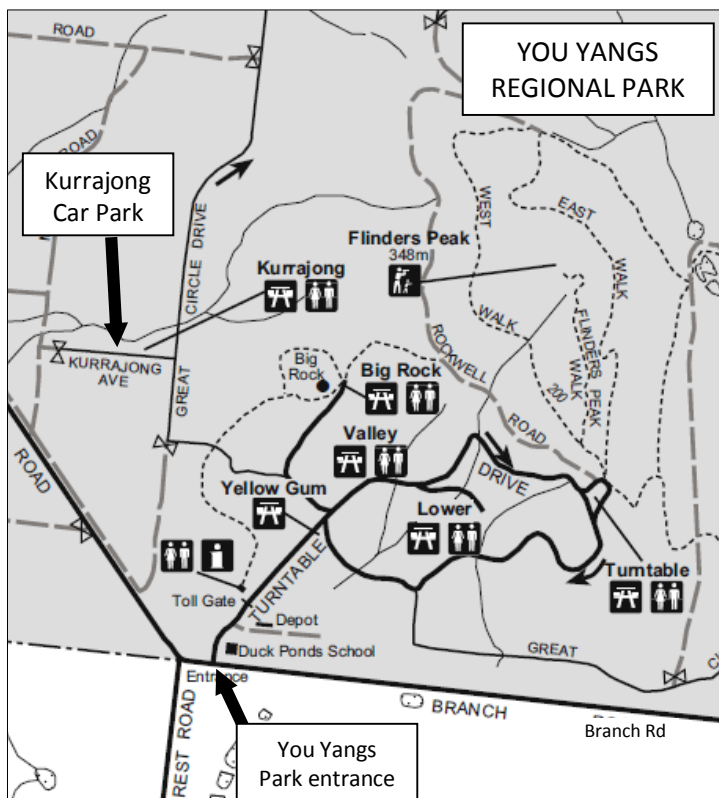 ROAD
YOU YANGS
REGIONAL PARK
ROAD
Kurrajong
Car Park
CIRCLE DRIVE
GREAT
Kurrajong
Flinders Peak
348m
WEST
WALK
EAST
WALK
FLINDERS PEAK
WALK
200
KURRAJONG
AVE
Big
Rock
Big Rock
ROCKWELL
ROAD
Valley
DRIVE
ROAD
Yellow Gum
Lower
TURNTABLE
Turntable
Toll Gate
Depot
Duck Ponds School
GREAT
Entrance
BRANCH
Branch Rd
REST ROAD
You Yangs
Park entrance